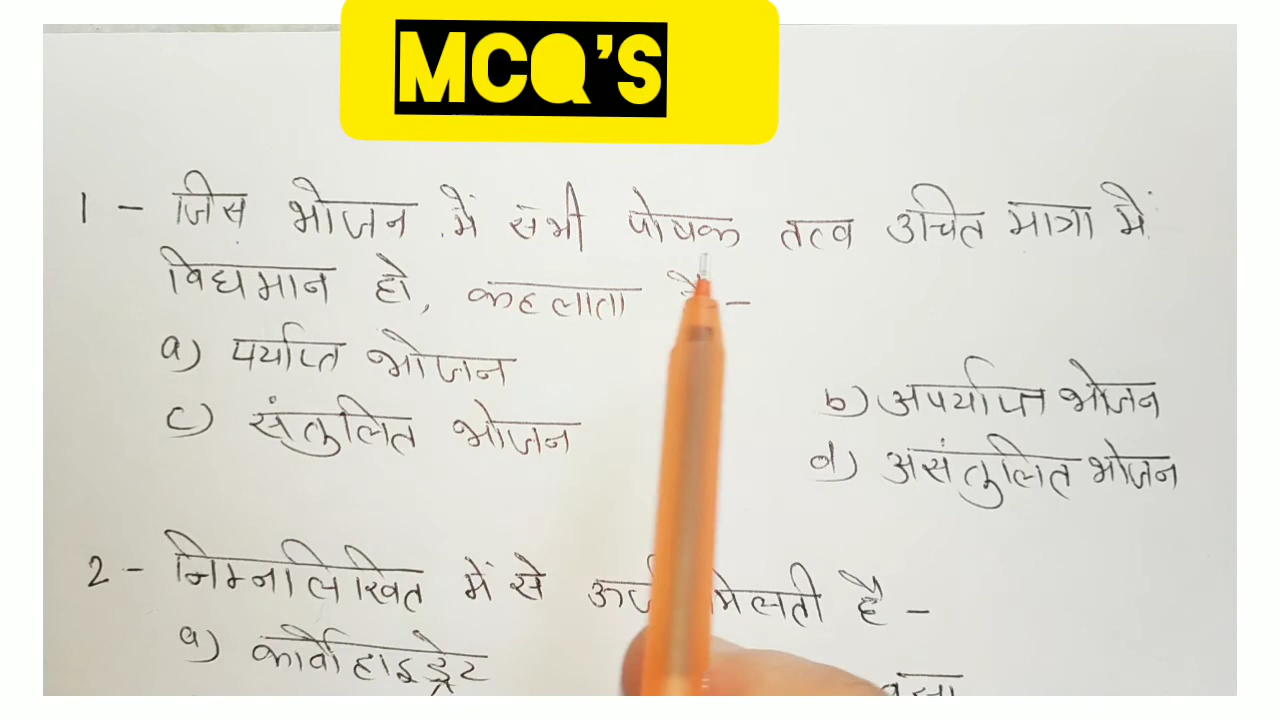 MCQ'S
1 - जिस भोजन में सभी पोषक तत्व उचित मात्रा में
विद्यमान हो, कहलाता है -
a) पर्याप्त भोजन
b) अपर्याप्त भोजन
c) संतुलित भोजन
d) असंतुलित भोजन
2 - निम्नलिखित में से मिलती है -
a) कार्बोहाइड्रेट